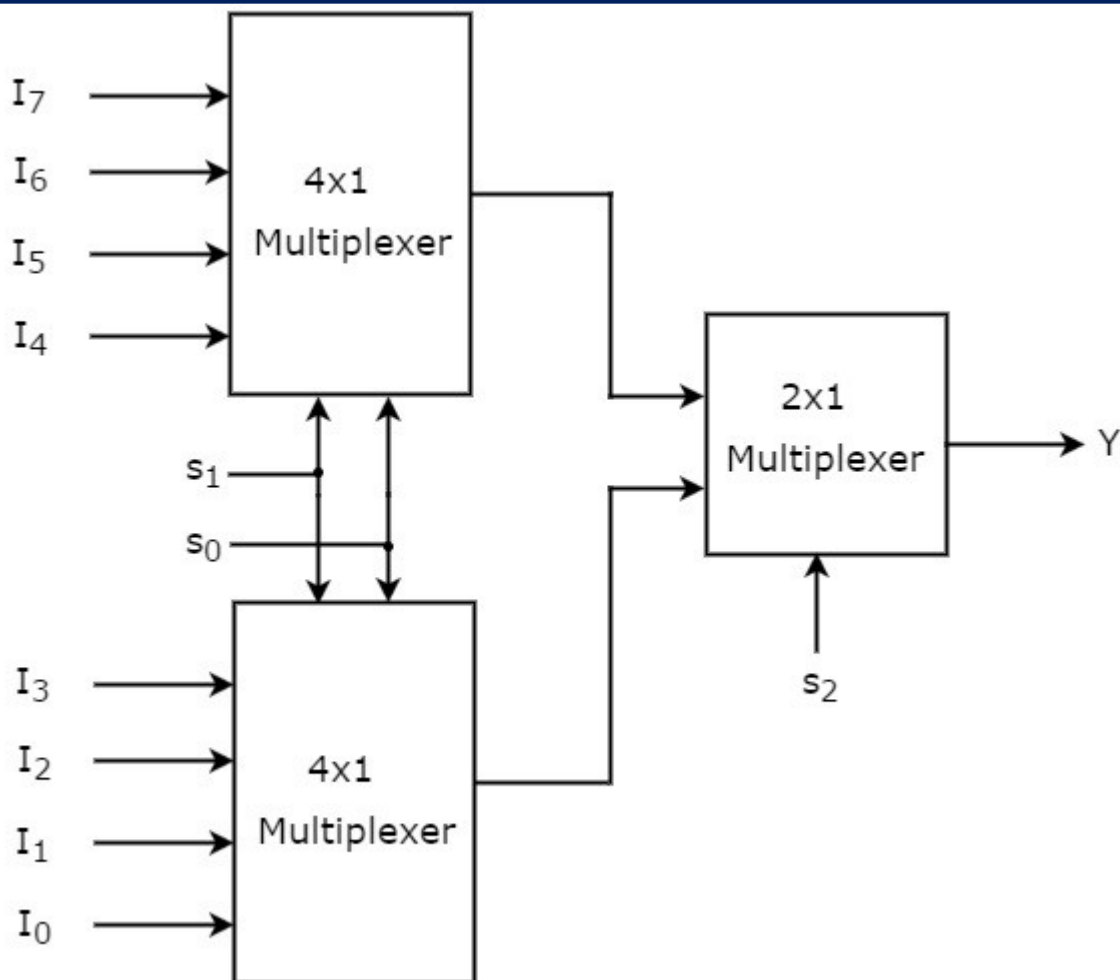 I₇
I₆
I₅
I₄
4x1
Multiplexer
s₁
s₀
I₃
I₂
I₁
I₀
4x1
Multiplexer
2x1
Multiplexer
s₂
Y